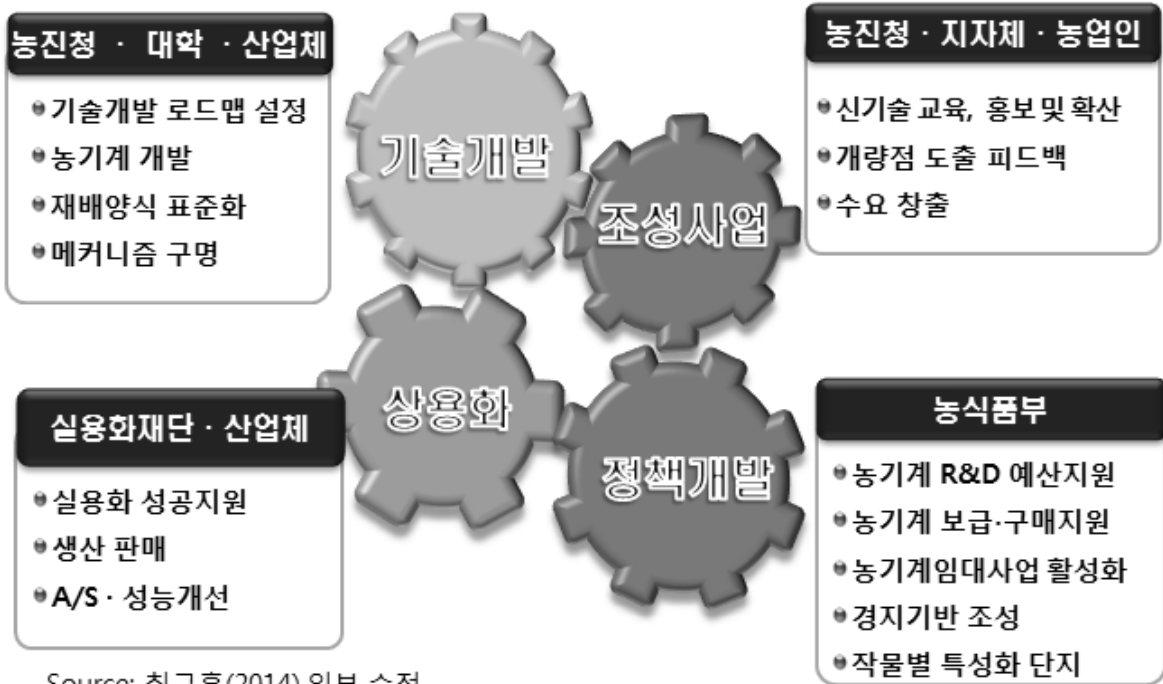 농진청 · 대학 · 산업체
기술개발 로드맵 설정
농기계 개발
재배양식 표준화
메커니즘 구명
기술개발
조성사업
농진청 · 지자체 · 농업인
신기술 교육, 홍보 및 확산
개량점 도출 피드백
수요 창출
실용화재단 · 산업체
실용화 성공지원
생산 판매
A/S · 성능개선
상용화
정책개발
농식품부
농기계 R&D 예산지원
농기계 보급·구매지원
농기계임대사업 활성화
경지기반 조성
작물별 특성화 단지
Source: (2014) 일부 수정